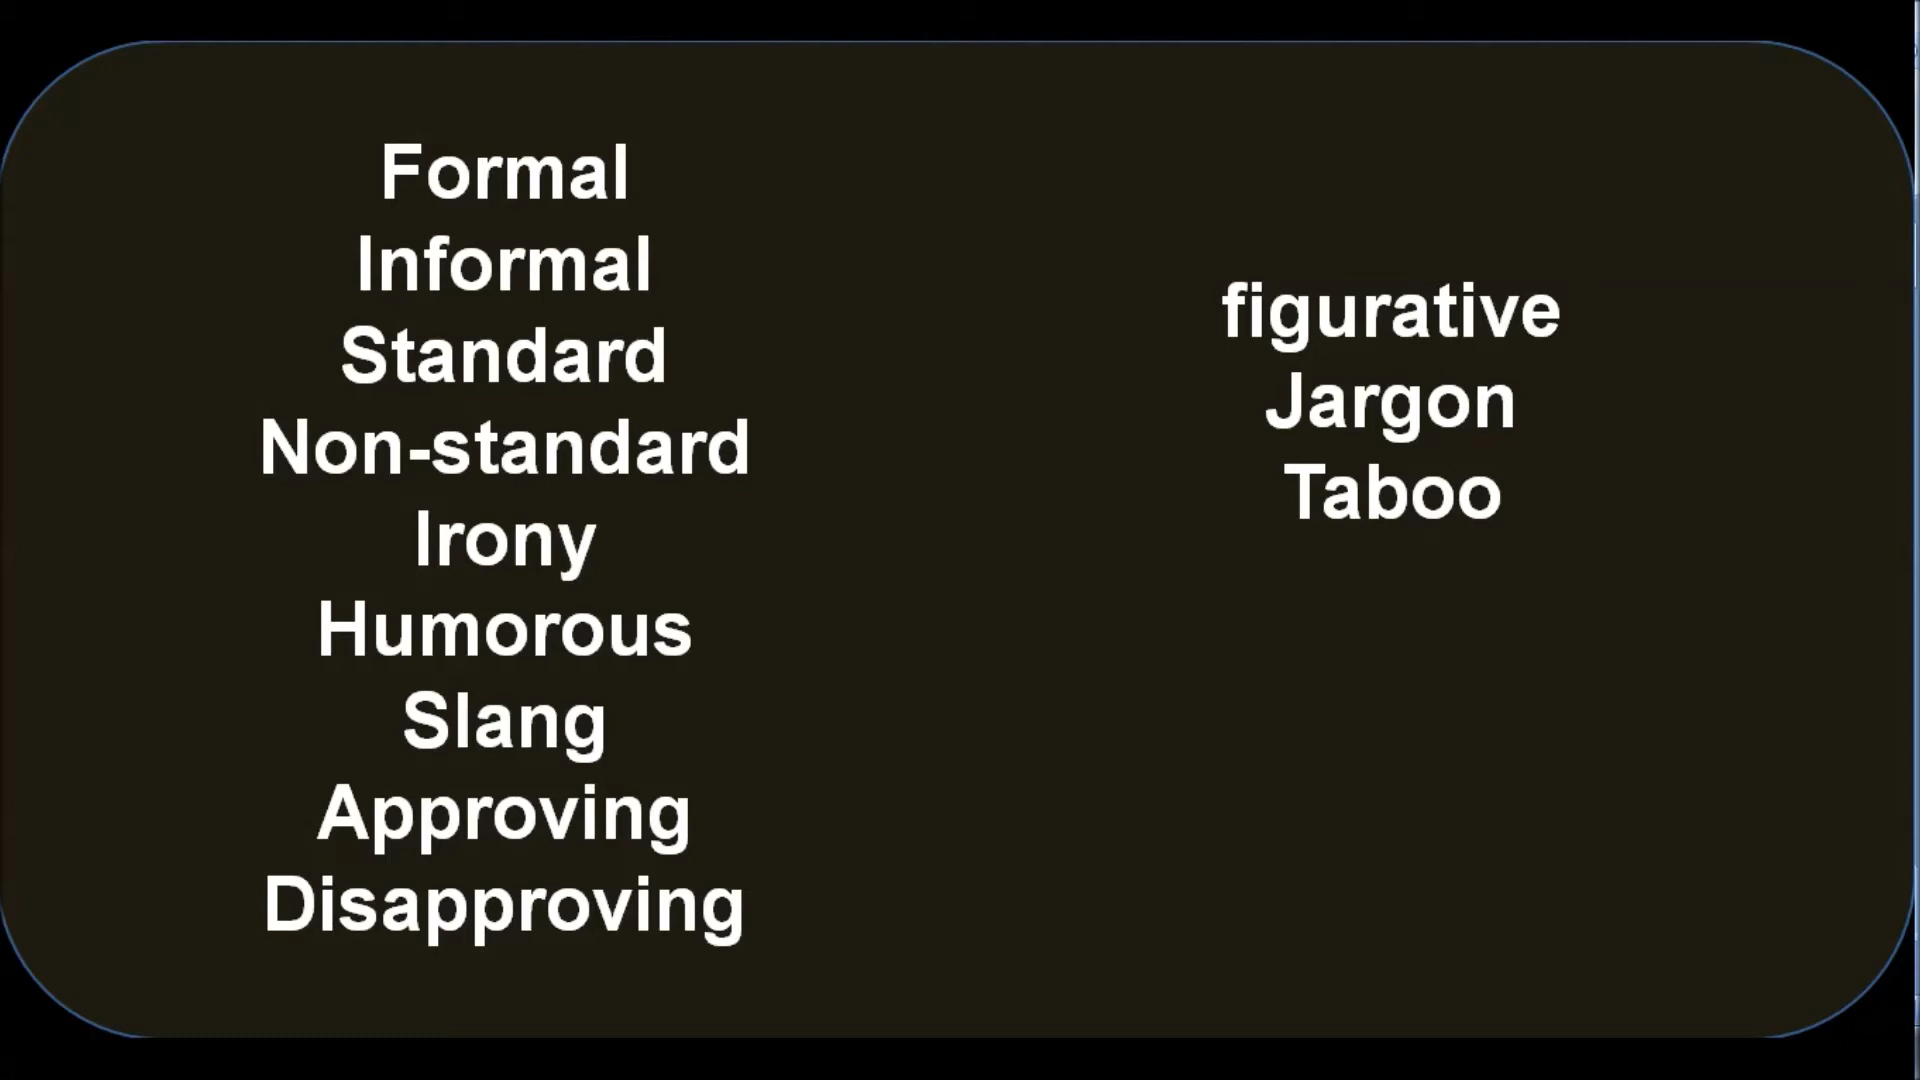 Formal
Informal
Standard
Non-standard
Irony
Humorous
Slang
Approving
Disapproving
figurative
Jargon
Taboo